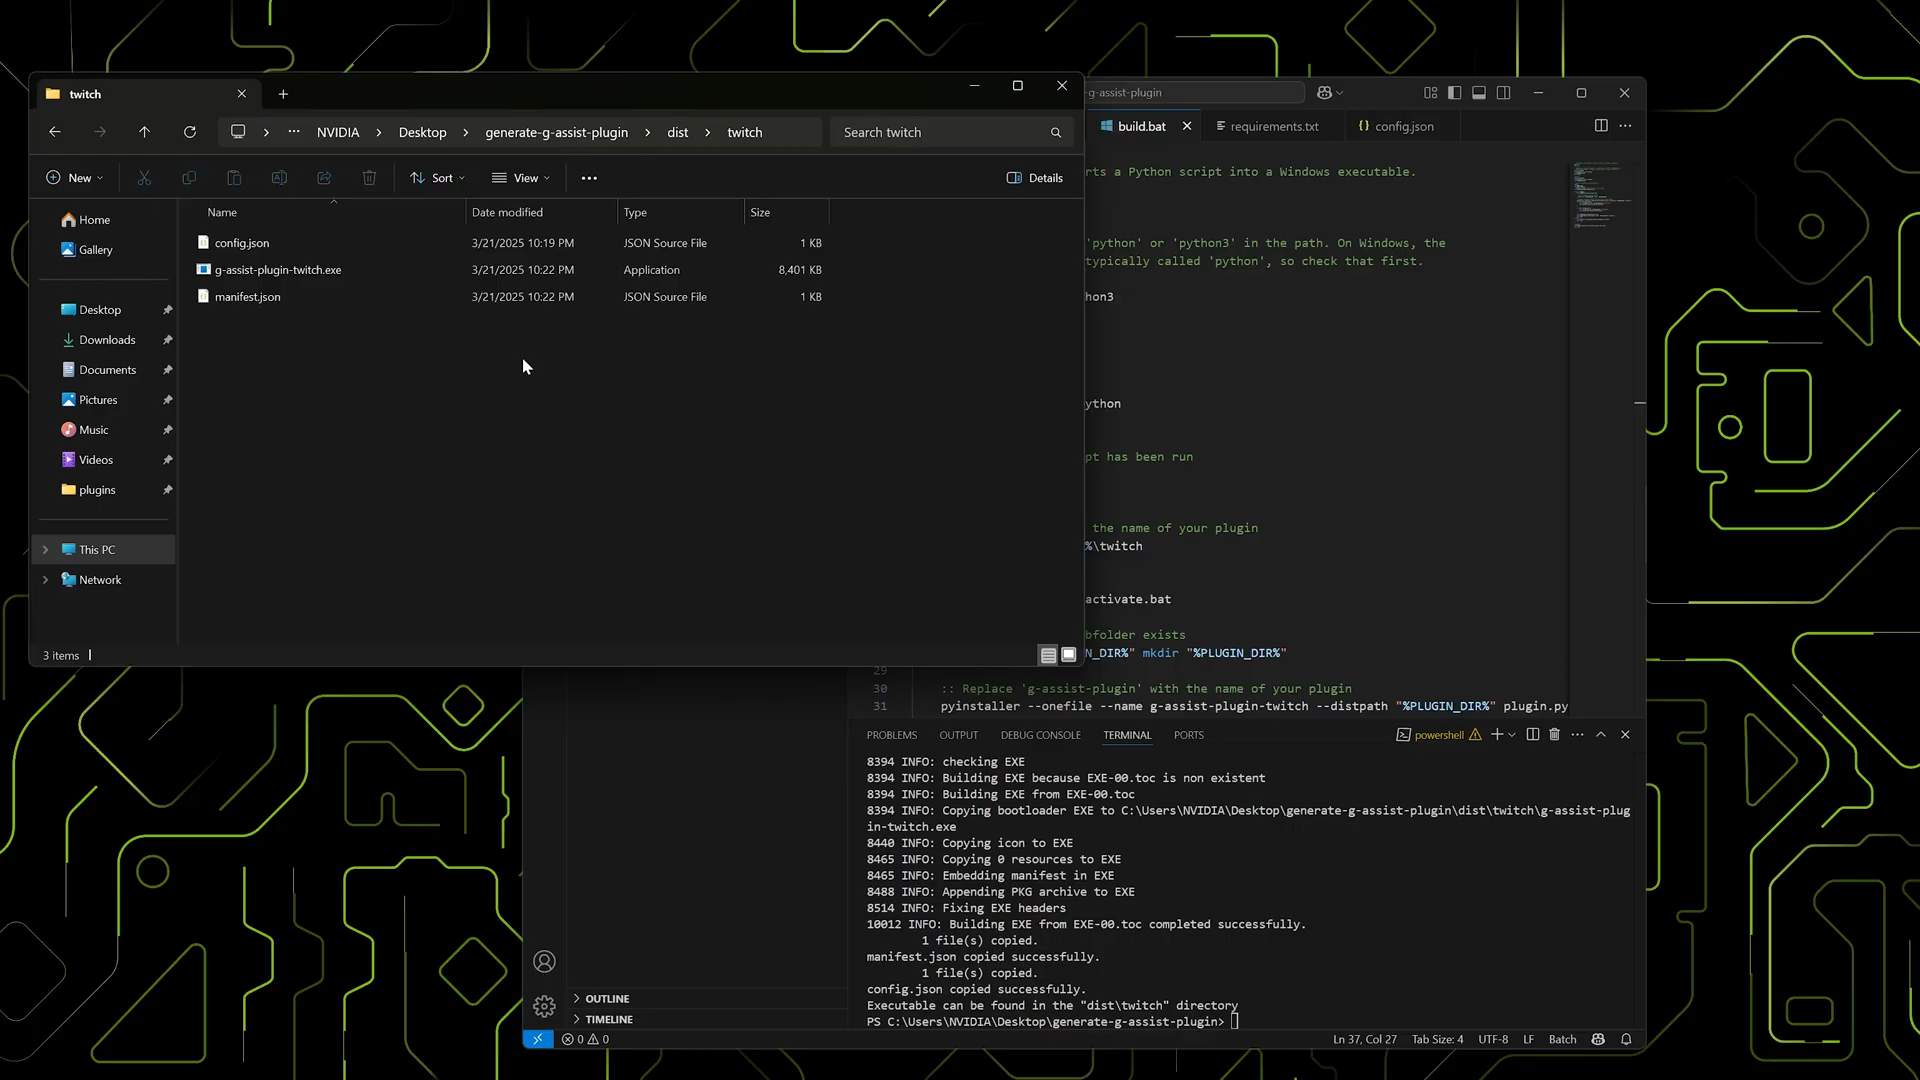 twitch
NVIDIA > Desktop > generate-g-assist-plugin > dist > twitch
Search twitch
New
Sort
View
Details
Name Date modified Type Size
config.json 3/21/2025 10:19 PM JSON Source File 1 KB
g-assist-plugin-twitch.exe 3/21/2025 10:22 PM Application 8,401 KB
manifest.json 3/21/2025 10:22 PM JSON Source File 1 KB
Home
Gallery
Desktop
Downloads
Documents
Pictures
Music
Videos
plugins
This PC
Network
3 items
-g-assist-plugin
build.bat
requirements.txt
{} config.json
rts a Python script into a Windows executable.
'python' or 'python3' in the path. On Windows, the
typically called 'python', so check that first.
hon3
ython
pt has been run
the name of your plugin
%\twitch
activate.bat
bfolder exists
N_DIR%" mkdir "%PLUGIN_DIR%"
29
30 :: Replace 'g-assist-plugin' with the name of your plugin
31 pyinstaller --onefile --name g-assist-plugin-twitch --distpath "%PLUGIN_DIR%" plugin.py
PROBLEMS OUTPUT DEBUG CONSOLE TERMINAL PORTS
powershell
8394 INFO: checking EXE
8394 INFO: Building EXE because EXE-00.toc is non existent
8394 INFO: Building EXE from EXE-00.toc
8394 INFO: Copying bootloader EXE to C:\Users\NVIDIA\Desktop\generate-g-assist-plugin\dist\twitch\g-assist-plug
in-twitch.exe
8440 INFO: Copying icon to EXE
8465 INFO: Copying 0 resources to EXE
8465 INFO: Embedding manifest in EXE
8488 INFO: Appending PKG archive to EXE
8514 INFO: Fixing EXE headers
10012 INFO: Building EXE from EXE-00.toc completed successfully.
1 file(s) copied.
manifest.json copied successfully.
1 file(s) copied.
config.json copied successfully.
Executable can be found in the "dist\twitch" directory
PS C:\Users\NVIDIA\Desktop\generate-g-assist-plugin>
OUTLINE
TIMELINE
0 0
Ln 37, Col 27 Tab Size: 4 UTF-8 LF Batch